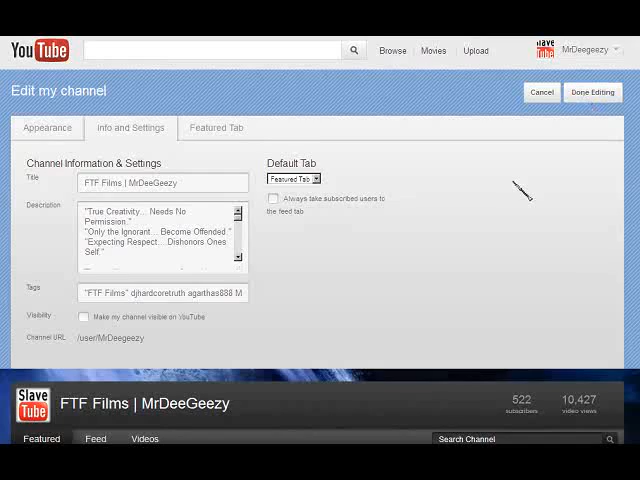 YouTube
Browse Movies Upload
Slave Tube
MrDeegeezy
Edit my channel
Cancel Done Editing
Appearance Info and Settings Featured Tab
Channel Information & Settings
Title
FTF Films | MrDeeGeezy
Description
"True Creativity... Needs No
Permission."
"Only the Ignorant... Become Offended."
"Expecting Respect....Dishonors Ones
Self."
Tags
"FTF Films" djhardcoretruth agarthas888 M
Visibility
Make my channel visible on YouTube
Channel URL
/user/MrDeegeezy
Default Tab
Featured Tab
Always take subscribed users to
the feed tab
Slave
Tube
FTF Films | MrDeeGeezy
522
subscribers
10,427
video views
Featured Feed Videos
Search Channel